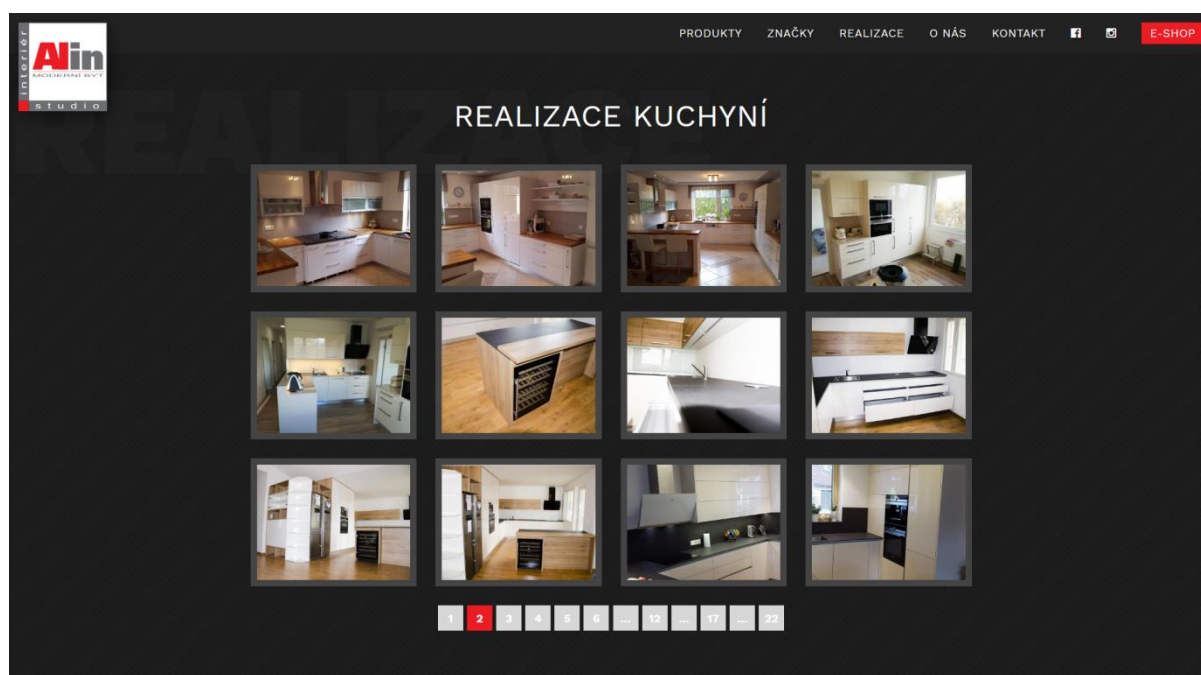 PRODUKTY ZNAČKY REALIZACE O NÁS KONTAKT E-SHOP
interiér
Alin
MODERNÍ BYT
studio
REALIZACE
REALIZACE KUCHYNÍ
1 2 3 4 5 6 ... 12 ... 17 ... 22